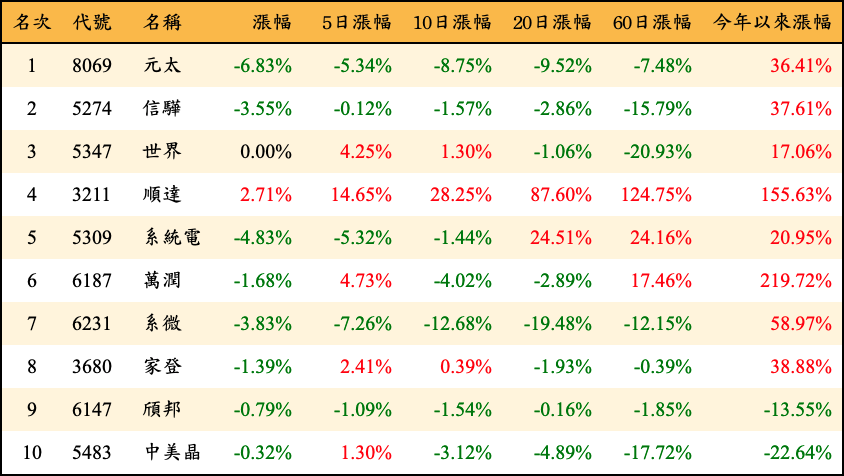 名次 代號 名稱 漲幅 5日漲幅 10日漲幅 20日漲幅 60日漲幅 今年以來漲幅
1 8069 元太 -6.83% -5.34% -8.75% -9.52% -7.48% 36.41%
2 5274 信驊 -3.55% -0.12% -1.57% -2.86% -15.79% 37.61%
3 5347 世界 0.00% 4.25% 1.30% -1.06% -20.93% 17.06%
4 3211 順達 2.71% 14.65% 28.25% 87.60% 124.75% 155.63%
5 5309 系統電 -4.83% -5.32% -1.44% 24.51% 24.16% 20.95%
6 6187 萬潤 -1.68% 4.73% -4.02% -2.89% 17.46% 219.72%
7 6231 系微 -3.83% -7.26% -12.68% -19.48% -12.15% 58.97%
8 3680 家登 -1.39% 2.41% 0.39% -1.93% -0.39% 38.88%
9 6147 頎邦 -0.79% -1.09% -1.54% -0.16% -1.85% -13.55%
10 5483 中美晶 -0.32% 1.30% -3.12% -4.89% -17.72% -22.64%